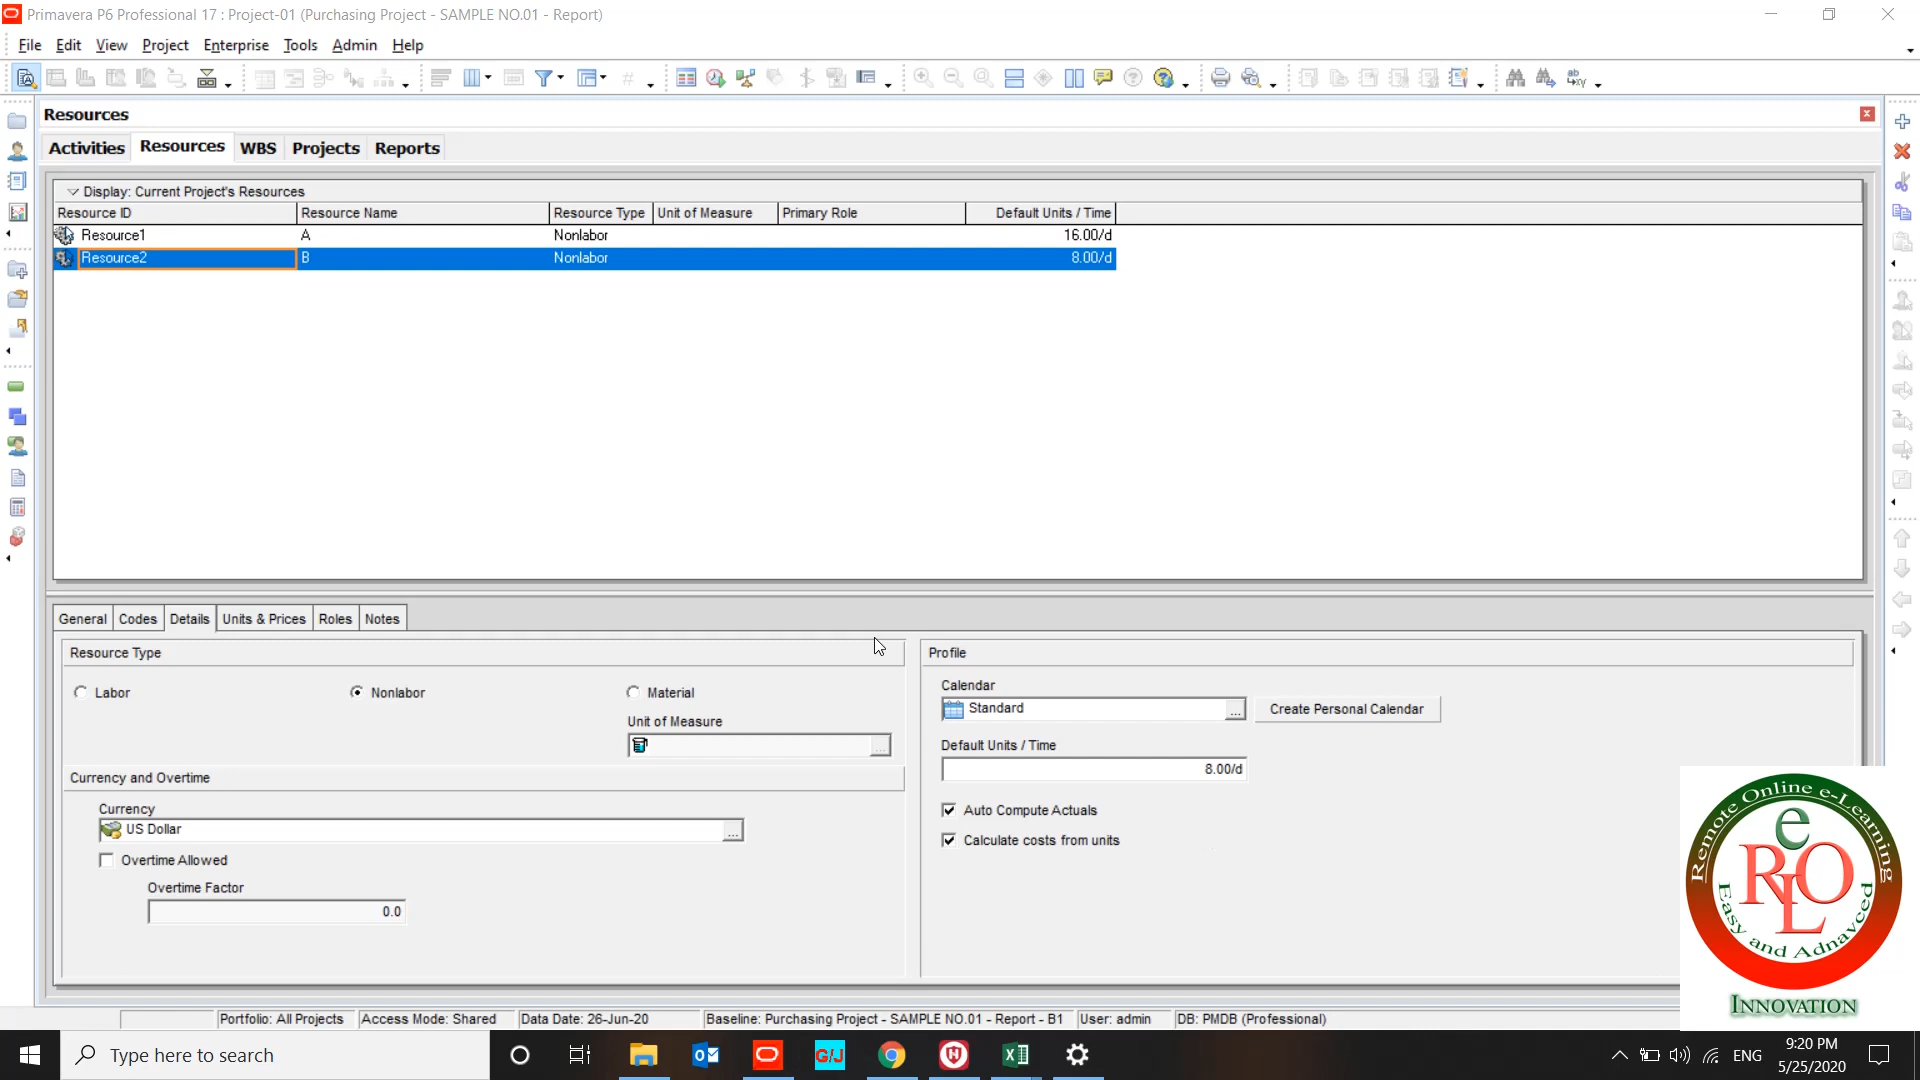 Primavera P6 Professional 17 : Project-01 (Purchasing Project - SAMPLE NO.01 - Report)
File Edit View Project Enterprise Tools Admin Help
Resources
Activities Resources WBS Projects Reports
Display: Current Project's Resources
Resource ID Resource Name Resource Type Unit of Measure Primary Role Default Units / Time
Resource1 A Nonlabor 16.00/d
Resource2 B Nonlabor 8.00/d
General Codes Details Units & Prices Roles Notes
Resource Type
Labor Nonlabor Material
Unit of Measure
...
Currency and Overtime
Currency
US Dollar ...
Overtime Allowed
Overtime Factor
0.0
Profile
Calendar
Standard ... Create Personal Calendar
Default Units / Time
8.00/d
Auto Compute Actuals
Calculate costs from units
Remote Online e-Learning
e
ROL
Easy and Adnavced
INNOVATION
Portfolio: All Projects Access Mode: Shared Data Date: 26-Jun-20 Baseline: Purchasing Project - SAMPLE NO.01 - Report - B1 User: admin DB: PMDB (Professional)
Type here to search
G/J
ENG
9:20 PM
5/25/2020